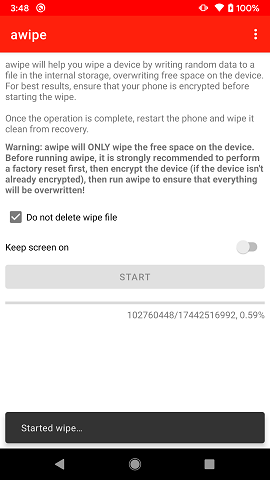 3:48
100%
awipe
awipe will help you wipe a device by writing random data to a
file in the internal storage, overwriting free space on the device.
For best results, ensure that your phone is encrypted before
starting the wipe.
Once the operation is complete, restart the phone and wipe it
clean from recovery.
Warning: awipe will ONLY wipe the free space on the device.
Before running awipe, it is strongly recommended to perform
a factory reset first, then encrypt the device (if the device isn't
already encrypted), then run awipe to ensure that everything
will be overwritten!
Do not delete wipe file
Keep screen on
START
102760448/17442516992, 0.59%
Started wipe…